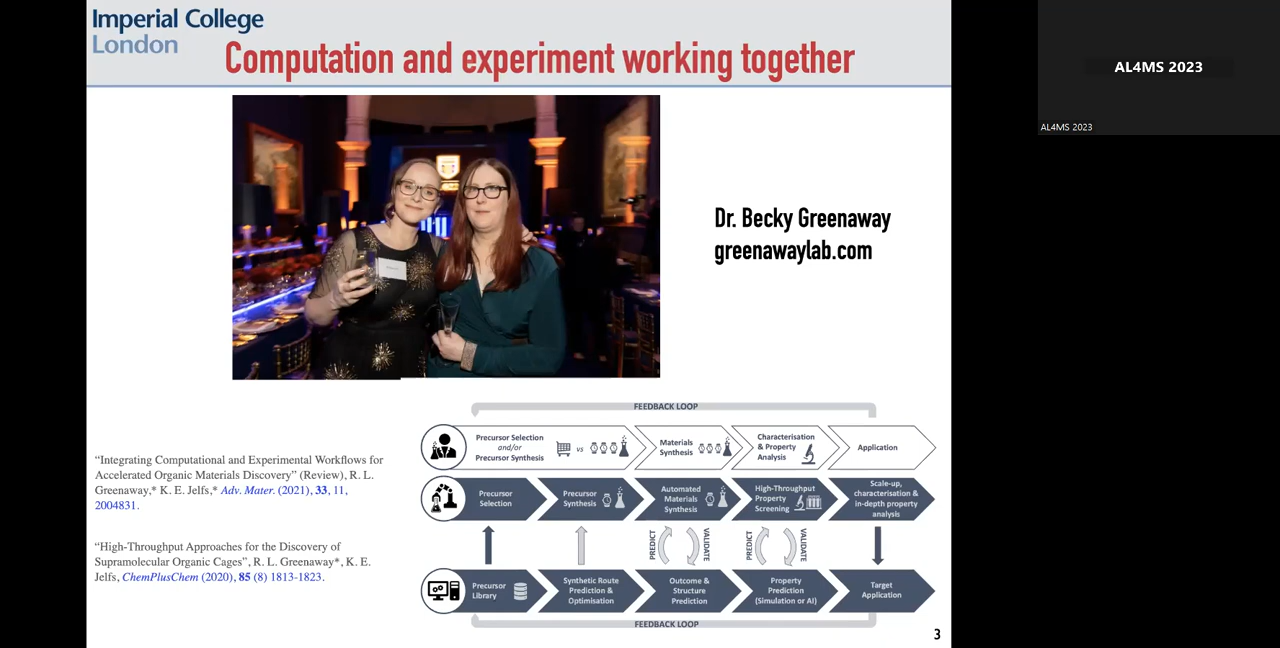 Imperial College
London
Computation and experiment working together
AL4MS 2023
AL4MS 2023
Dr. Becky Greenaway
greenawaylab.com
“Integrating Computational and Experimental Workflows for
Accelerated Organic Materials Discovery” (Review), R. L.
Greenaway,* K. E. Jelfs,* Adv. Mater. (2021), 33, 11,
2004831.
“High-Throughput Approaches for the Discovery of
Supramolecular Organic Cages”, R. L. Greenaway*, K. E.
Jelfs, ChemPlusChem (2020), 85 (8) 1813-1823.
FEEDBACK LOOP
Precursor Selection
and/or
Precursor Synthesis
vs
Materials
Synthesis
Characterisation
& Property
Analysis
Application
Precursor
Selection
Precursor
Synthesis
Automated
Materials
Synthesis
High-Throughput
Property
Screening
Scale-up,
characterisation &
in-depth property
analysis
PREDICT
VALIDATE
PREDICT
VALIDATE
Precursor
Library
Synthetic Route
Prediction &
Optimisation
Outcome &
Structure
Prediction
Property
Prediction
(Simulation or AI)
Target
Application
FEEDBACK LOOP
3